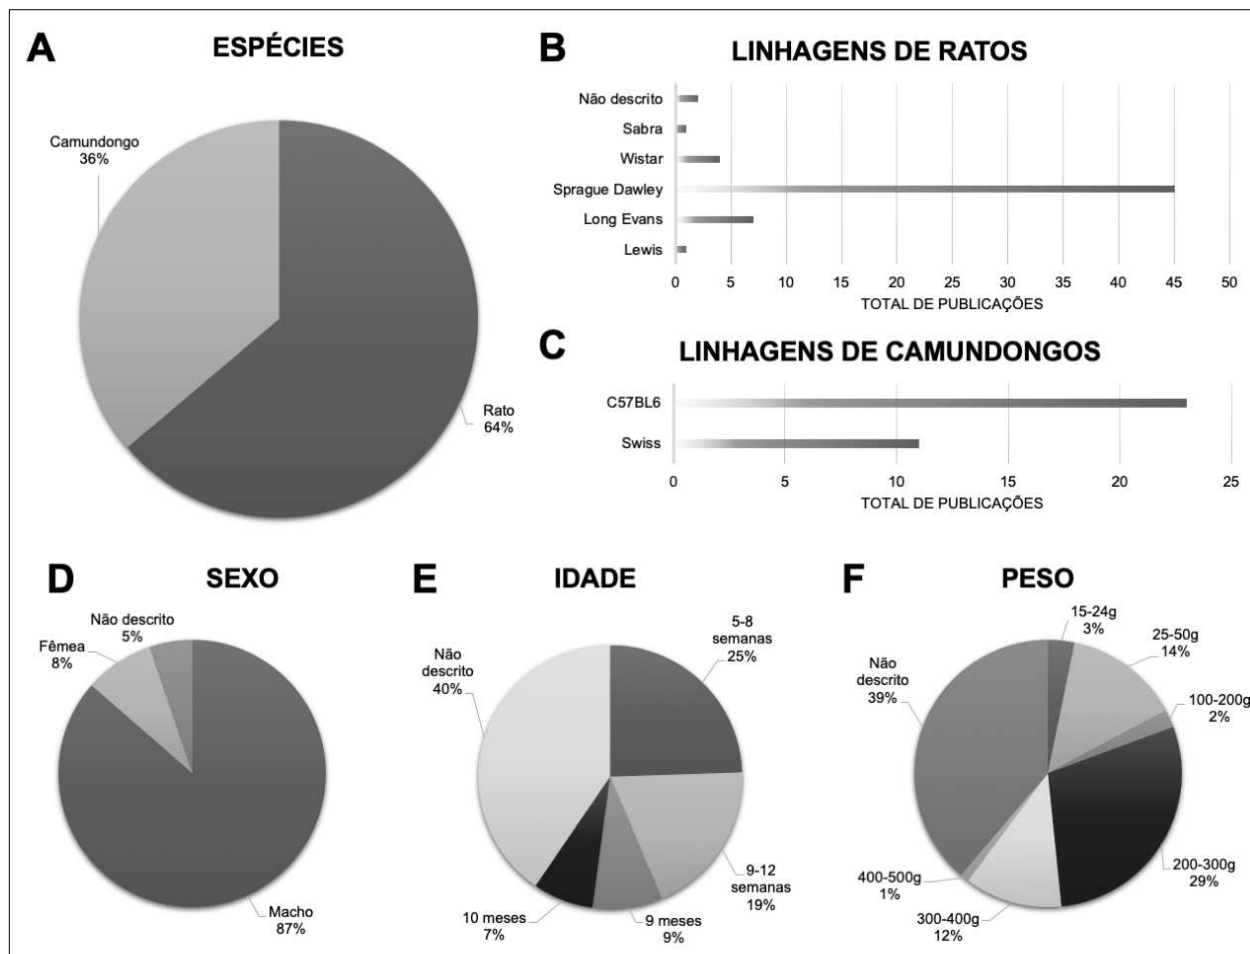 A
ESPÉCIES
Camundongo
36%
Rato
64%
B
LINHAGENS DE RATOS
Não descrito
Sabra
Wistar
Sprague Dawley
Long Evans
Lewis
0 5 10 15 20 25 30 35 40 45 50
TOTAL DE PUBLICAÇÕES
C
LINHAGENS DE CAMUNDONGOS
C57BL6
Swiss
0 5 10 15 20 25
TOTAL DE PUBLICAÇÕES
D
SEXO
Não descrito
5%
Fêmea
8%
Macho
87%
E
IDADE
5-8
semanas
25%
Não
descrito
40%
9-12
semanas
19%
10 meses
7%
9 meses
9%
F
PESO
15-24g
3%
25-50g
14%
Não
descrito
39%
100-200g
2%
200-300g
29%
400-500g
1%
300-400g
12%